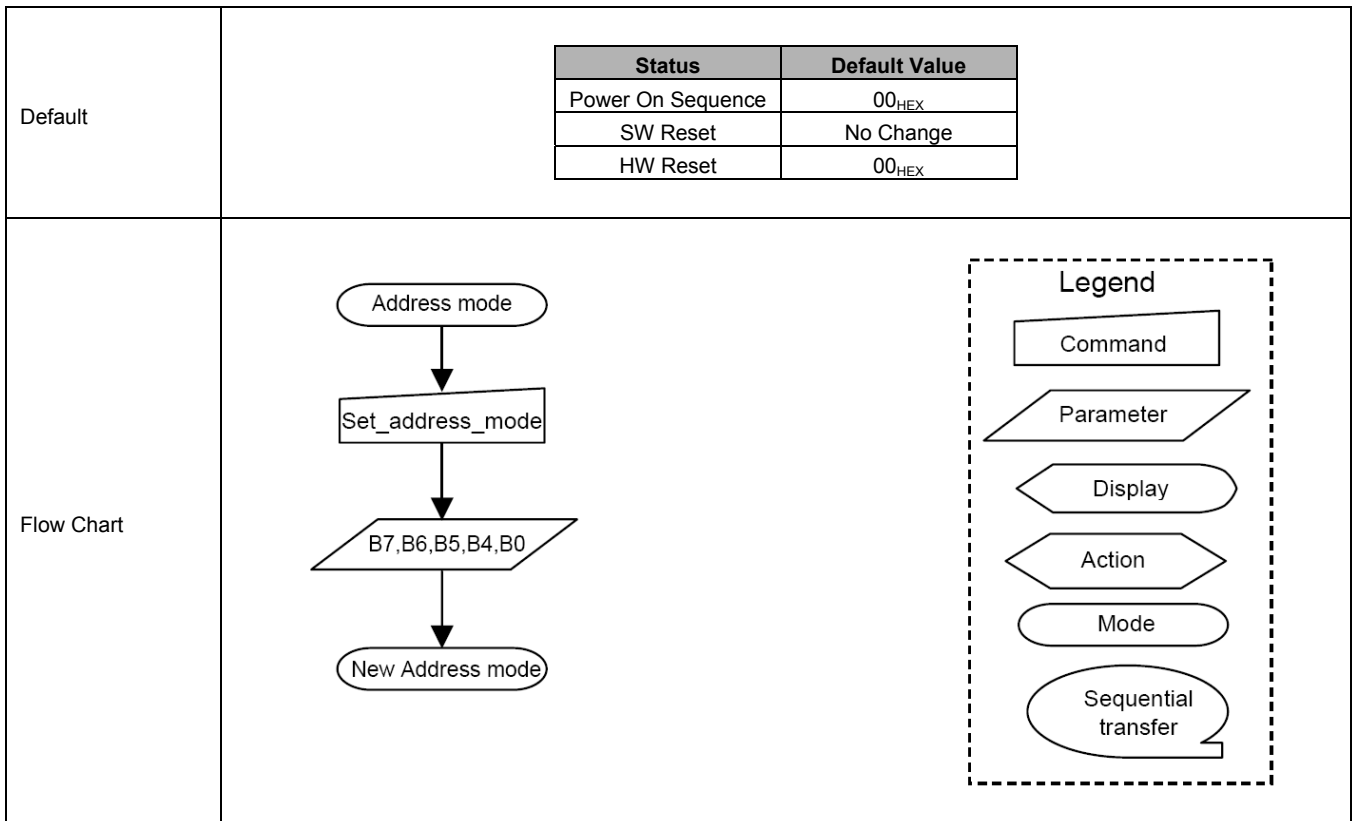 Default
Status Default Value
Power On Sequence 00HEX
SW Reset No Change
HW Reset 00HEX
Flow Chart
Address mode
Set_address_mode
B7,B6,B5,B4,B0
New Address mode
Legend
Command
Parameter
Display
Action
Mode
Sequential
transfer